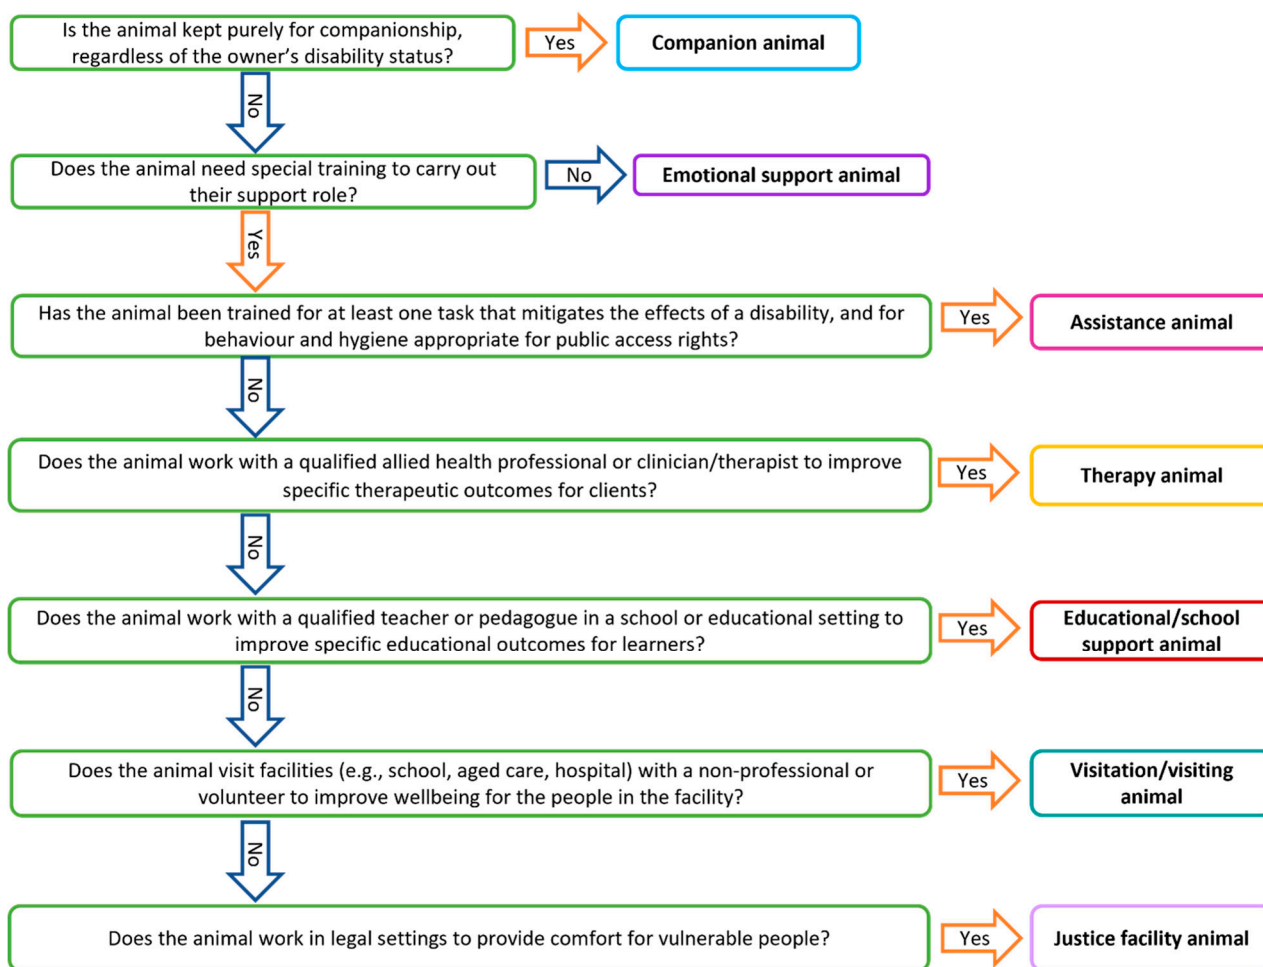 Is the animal kept purely for companionship,
regardless of the owner’s disability status?
Yes
Companion animal
No
Does the animal need special training to carry out
their support role?
No
Emotional support animal
Yes
Has the animal been trained for at least one task that mitigates the effects of a disability, and for
behaviour and hygiene appropriate for public access rights?
Yes
Assistance animal
No
Does the animal work with a qualified allied health professional or clinician/therapist to improve
specific therapeutic outcomes for clients?
Yes
Therapy animal
No
Does the animal work with a qualified teacher or pedagogue in a school or educational setting to
improve specific educational outcomes for learners?
Yes
Educational/school
support animal
No
Does the animal visit facilities (e.g., school, aged care, hospital) with a non-professional or
volunteer to improve wellbeing for the people in the facility?
Yes
Visitation/visiting
animal
No
Does the animal work in legal settings to provide comfort for vulnerable people?
Yes
Justice facility animal